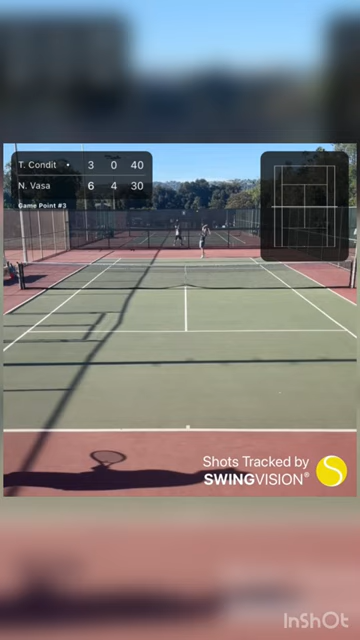 T. Condit • 3 0 40
N. Vasa 6 4 30
Game Point #3
Shots Tracked by
SWINGVISION®
InShOt